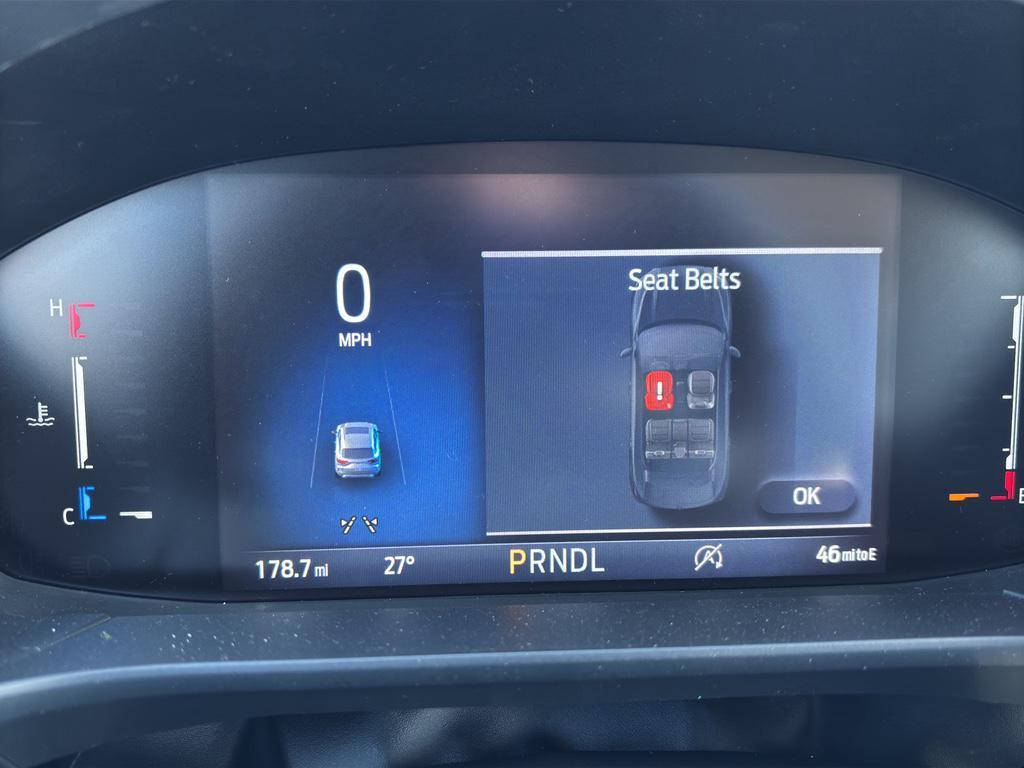 Seat Belts
0
MPH
H
C
E
OK
178.7 mi 27° PRNDL 46 mi to E